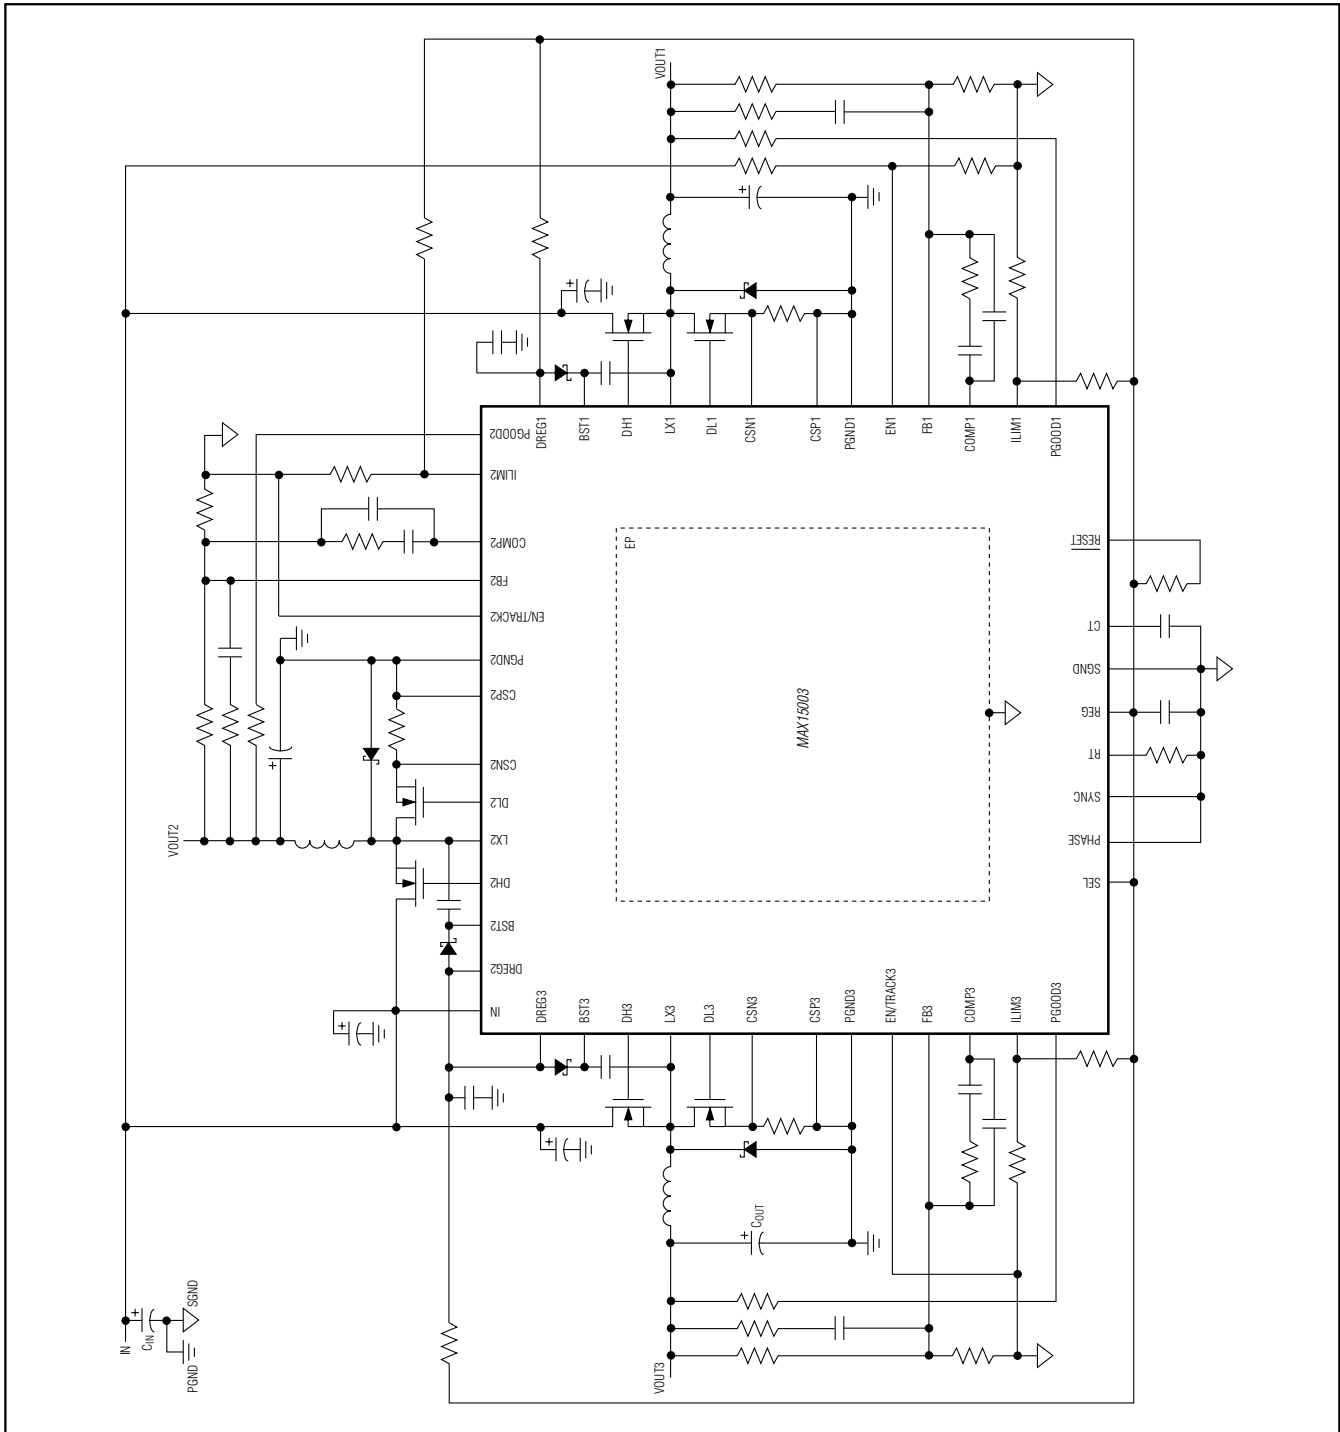 VOUT1
DREG1
BST1
DH1
LX1
DL1
CSN1
CSP1
PGND1
EN1
FB1
COMP1
ILIM1
PGOOD1
PGOOD2
ILIM2
COMP2
FB2
EN/TRACK2
PGND2
CSP2
CSN2
DL2
LX2
DH2
BST2
DREG2
IN
VOUT2
EP
MAX15003
RESET
CT
SGND
REG
RT
SYNC
PHASE
SEL
DREG3
BST3
DH3
LX3
DL3
CSN3
CSP3
PGND3
EN/TRACK3
FB3
COMP3
ILIM3
PGOOD3
COUT
VOUT3
IN
CIN
PGND
SGND